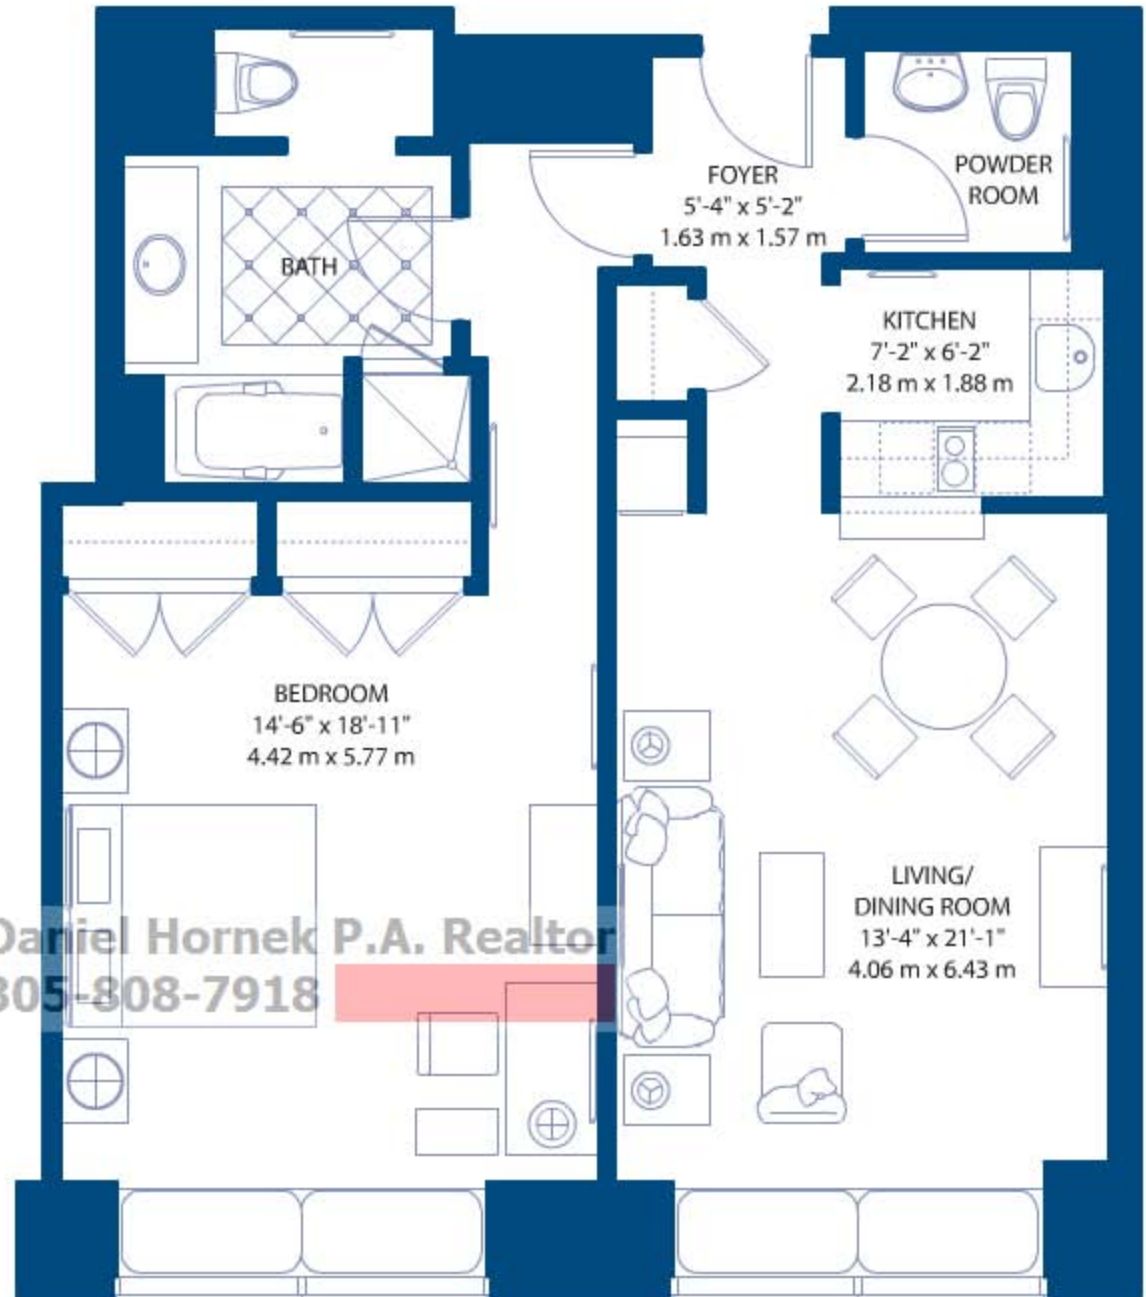 FOYER
5'-4" x 5'-2"
1.63 m x 1.57 m
POWDER
ROOM
BATH
KITCHEN
7'-2" x 6'-2"
2.18 m x 1.88 m
BEDROOM
14'-6" x 18'-11"
4.42 m x 5.77 m
LIVING/
DINING ROOM
13'-4" x 21'-1"
4.06 m x 6.43 m
Daniel Hornek P.A. Realtor
305-808-7918